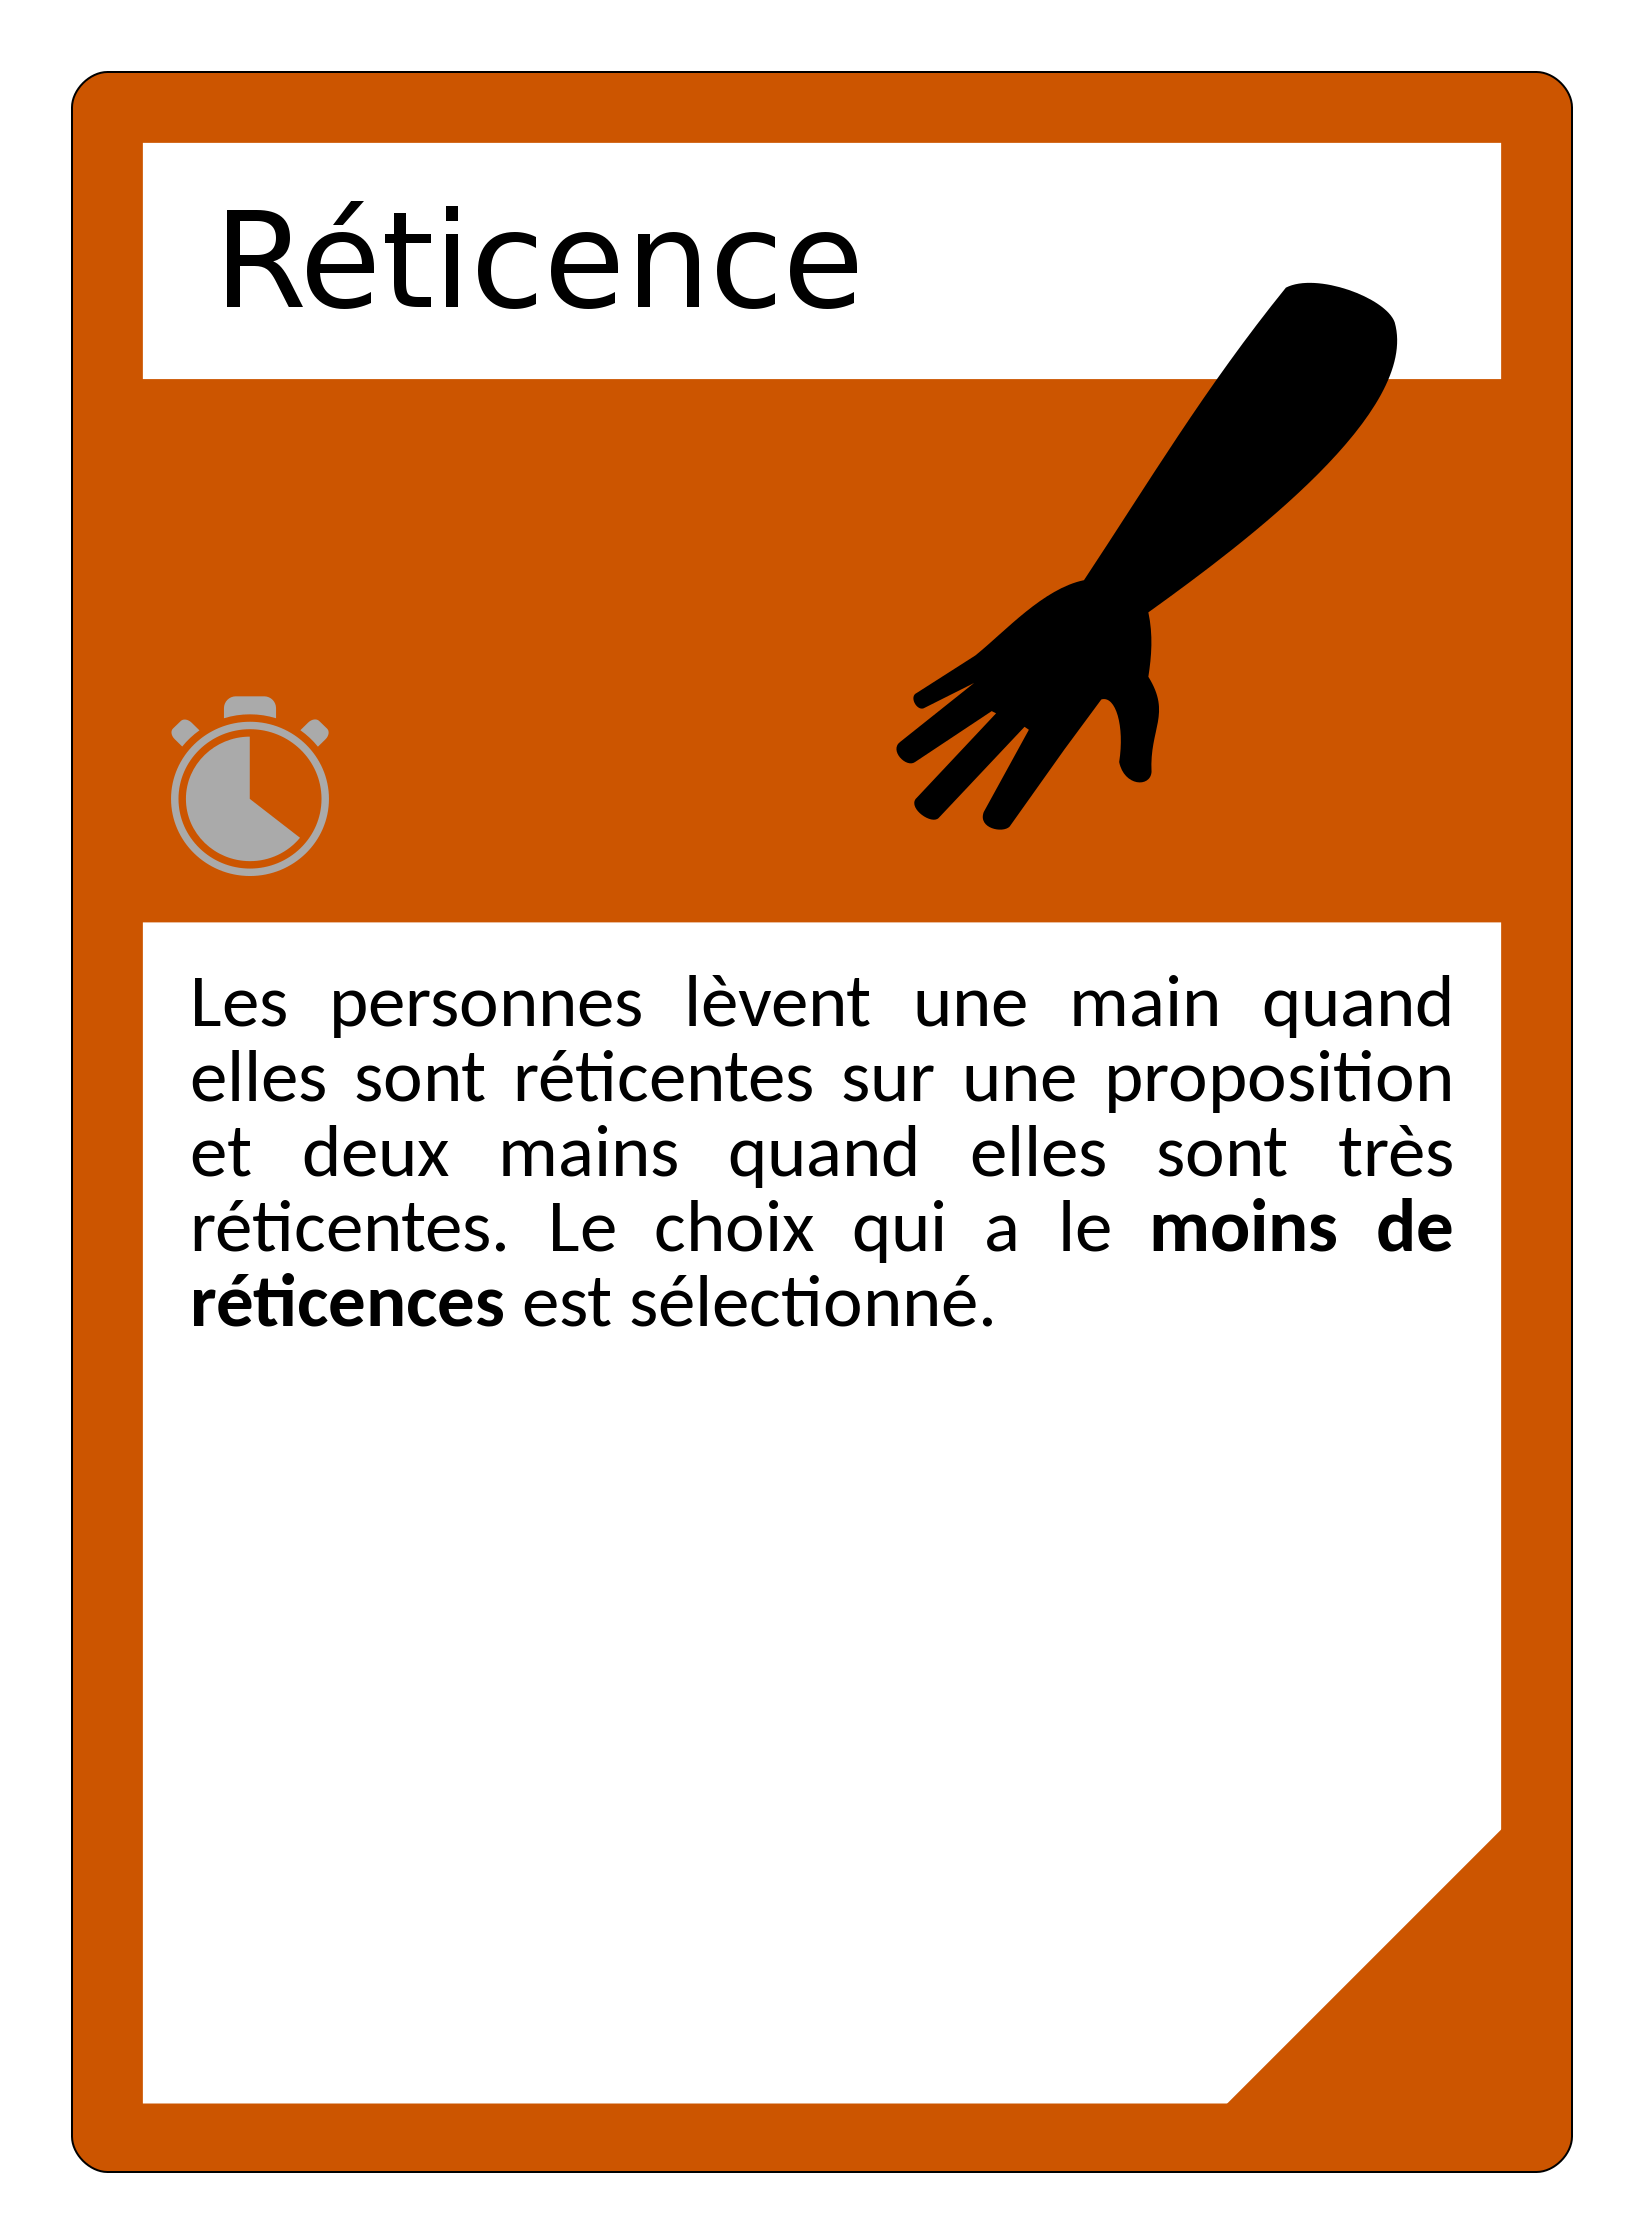 Réticence
Les personnes lèvent une main quand
elles sont réticentes sur une proposition
et deux mains quand elles sont très
réticentes. Le choix qui a le moins de
réticences est sélectionné.